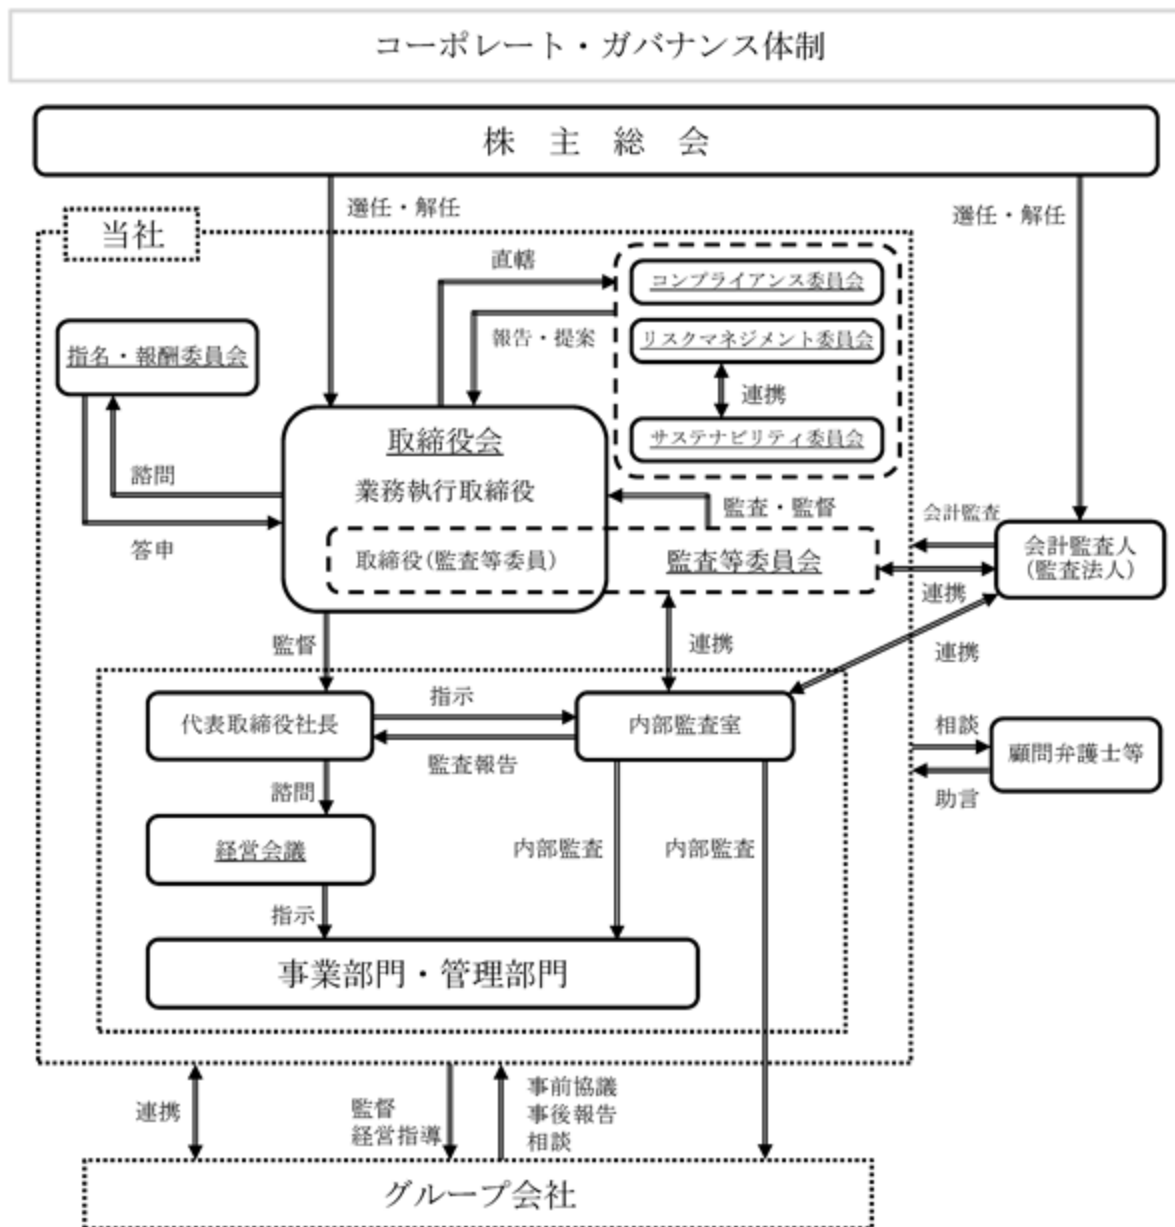 コーポレート・ガバナンス体制
株主総会
選任・解任
選任・解任
当社
直轄
コンプライアンス委員会
報告・提案
リスクマネジメント委員会
指名・報酬委員会
連携
サステナビリティ委員会
取締役会
諮問
業務執行取締役
監査・監督
会計監査
答申
取締役(監査等委員)
監査等委員会
会計監査人
(監査法人)
連携
監督
連携
連携
指示
代表取締役社長
内部監査室
相談
監査報告
顧問弁護士等
諮問
助言
経営会議
内部監査
内部監査
指示
事業部門・管理部門
連携
監督
経営指導
事前協議
事後報告
相談
グループ会社